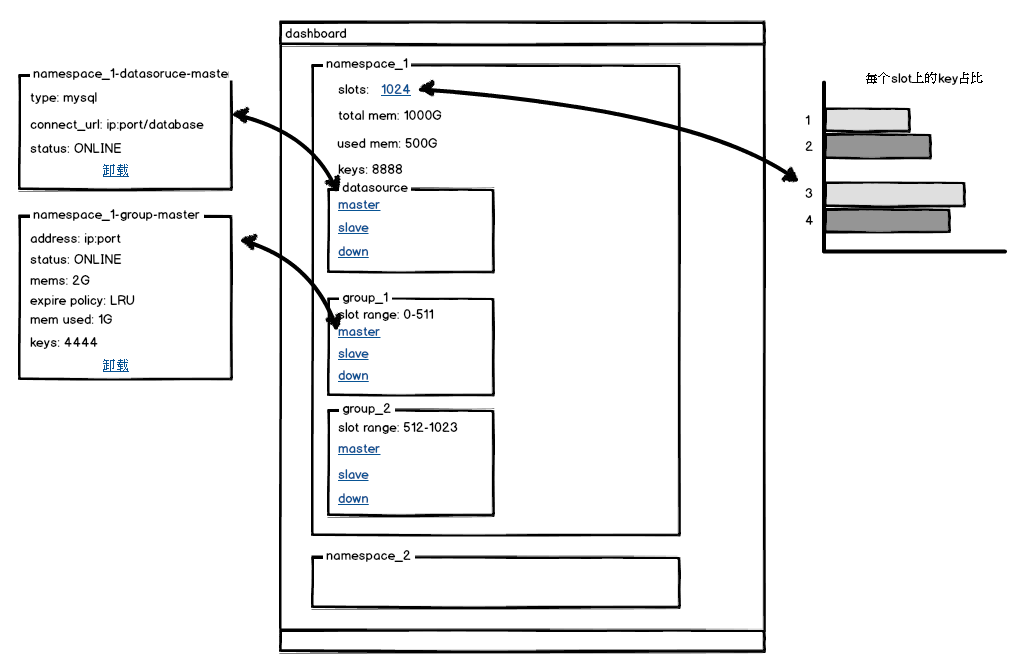 dashboard
namespace_1-datasoruce-maste
type: mysql
connect_url: ip:port/database
status: ONLINE
卸载
namespace_1-group-master
address: ip:port
status: ONLINE
mems: 2G
expire policy: LRU
mem used: 1G
keys: 4444
卸载
namespace_1
slots: 1024
total mem: 1000G
used mem: 500G
keys: 8888
datasource
master
slave
down
group_1
slot range: 0-511
master
slave
down
group_2
slot range: 512-1023
master
slave
down
namespace_2
每个slot上的key占比
1
2
3
4